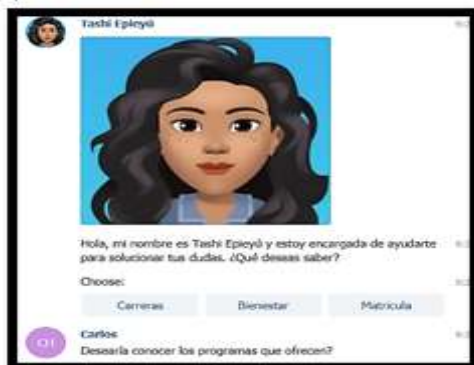 Tashi Epieyú
Hola, mi nombre es Tashi Epieyú y estoy encargada de ayudarte
para solucionar tus dudas. ¿Qué deseas saber?
Choose:
Carreras Bienestar Matrícula
Carlos
Desearía conocer los programas que ofrecen?